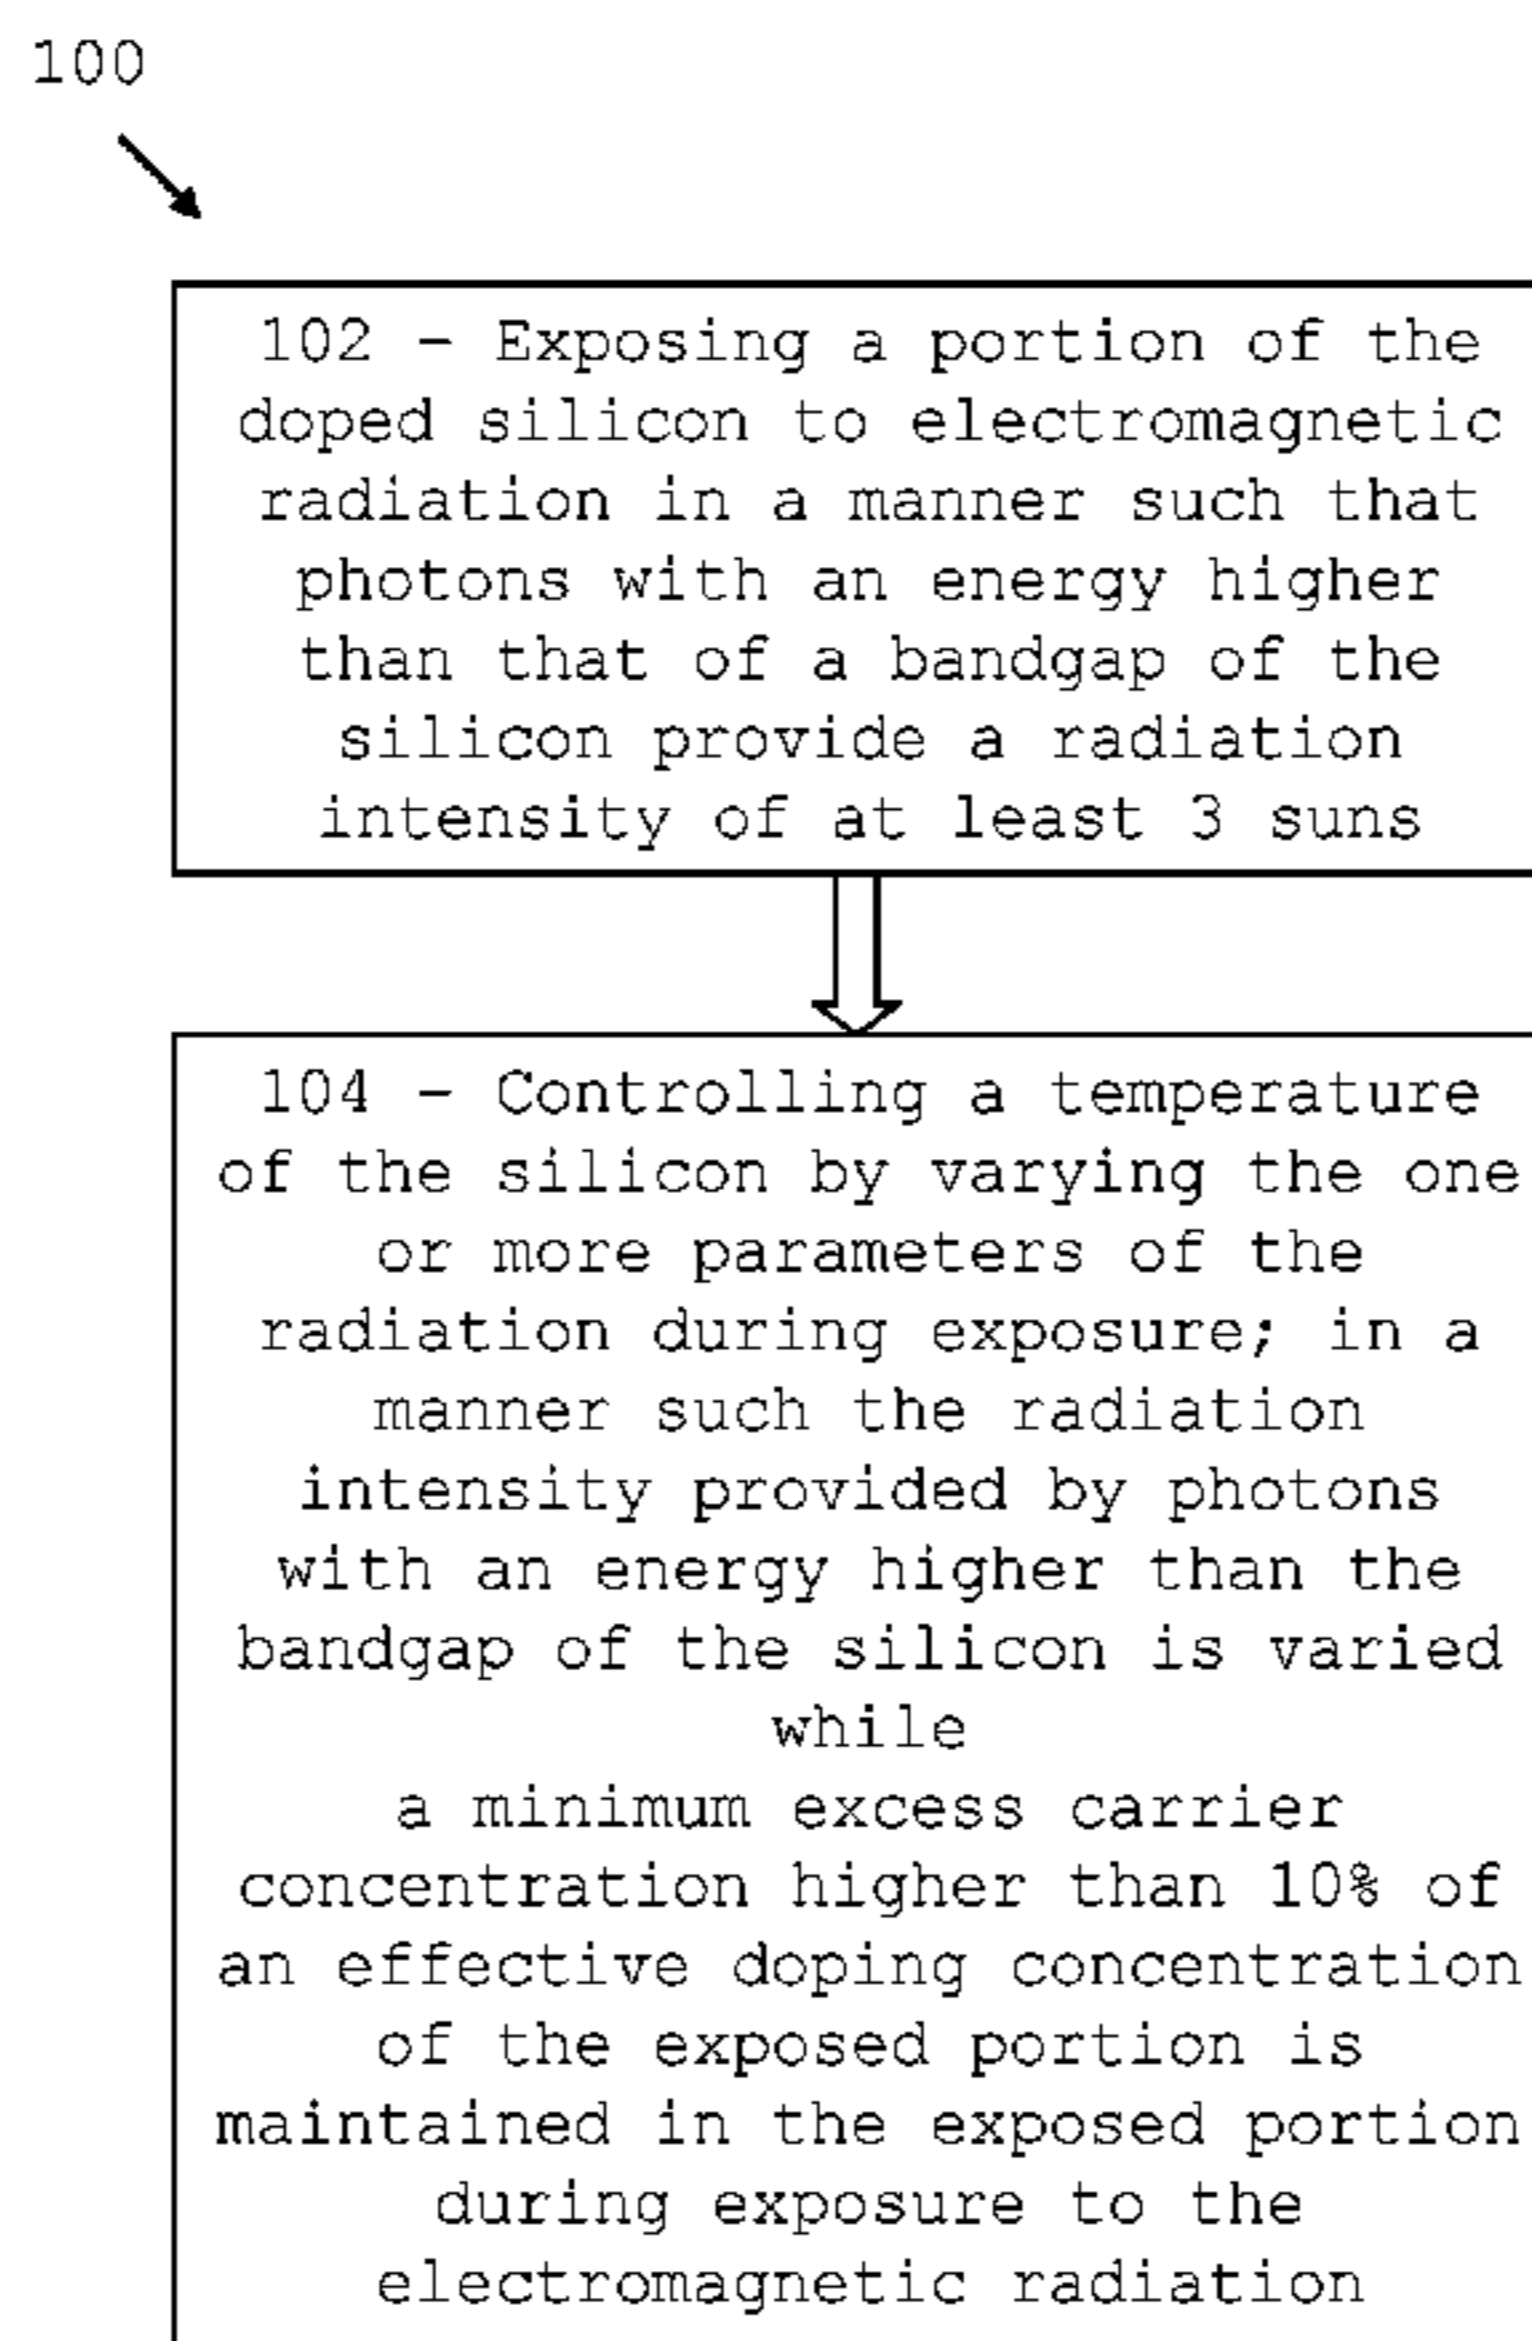 100
102 - Exposing a portion of the
doped silicon to electromagnetic
radiation in a manner such that
photons with an energy higher
than that of a bandgap of the
silicon provide a radiation
intensity of at least 3 suns
104 - Controlling a temperature
of the silicon by varying the one
or more parameters of the
radiation during exposure; in a
manner such the radiation
intensity provided by photons
with an energy higher than the
bandgap of the silicon is varied
while
a minimum excess carrier
concentration higher than 10% of
an effective doping concentration
of the exposed portion is
maintained in the exposed portion
during exposure to the
electromagnetic radiation